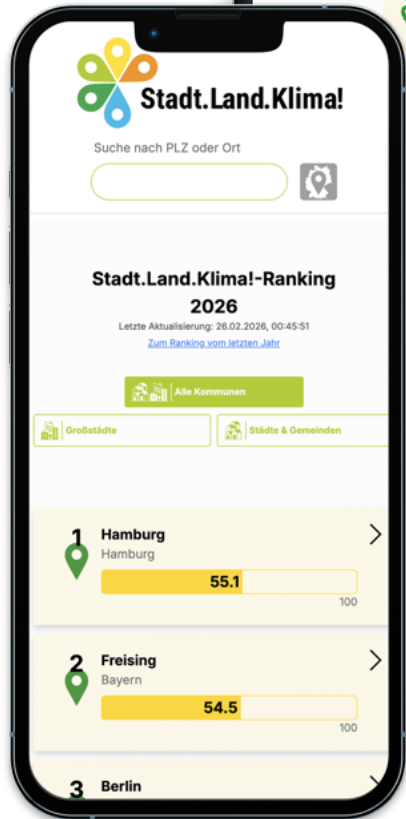 Stadt.Land.Klima!
Suche nach PLZ oder Ort
Stadt.Land.Klima!-Ranking
2026
Letzte Aktualisierung: 26.02.2026, 00:45:51
Zum Ranking vom letzten Jahr
Alle Kommunen
Großstädte
Städte & Gemeinden
1 Hamburg
Hamburg
55.1
100
2 Freising
Bayern
54.5
100
3 Berlin